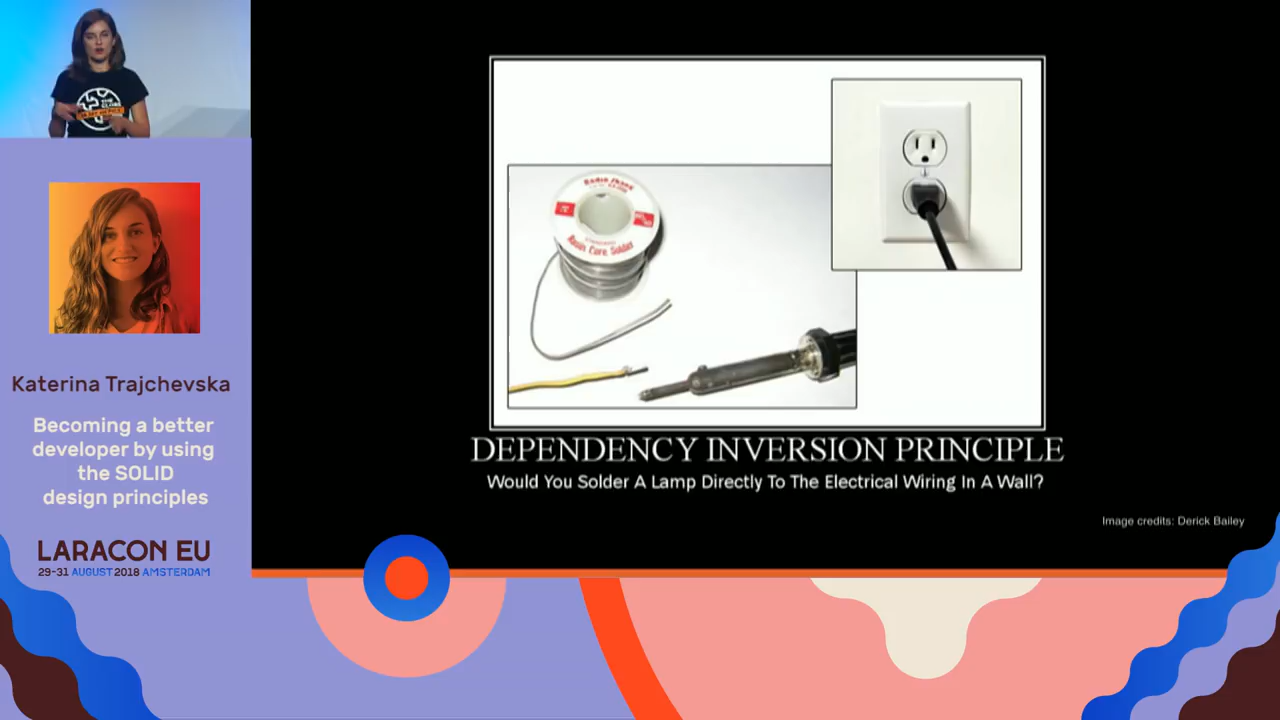 Radio Shack
Rosin Core Solder
DEPENDENCY INVERSION PRINCIPLE
Would You Solder A Lamp Directly To The Electrical Wiring In A Wall?
Image credits: Derick Bailey
Katerina Trajchevska
Becoming a better
developer by using
the SOLID
design principles
LARACON EU
29-31 AUGUST 2018 AMSTERDAM